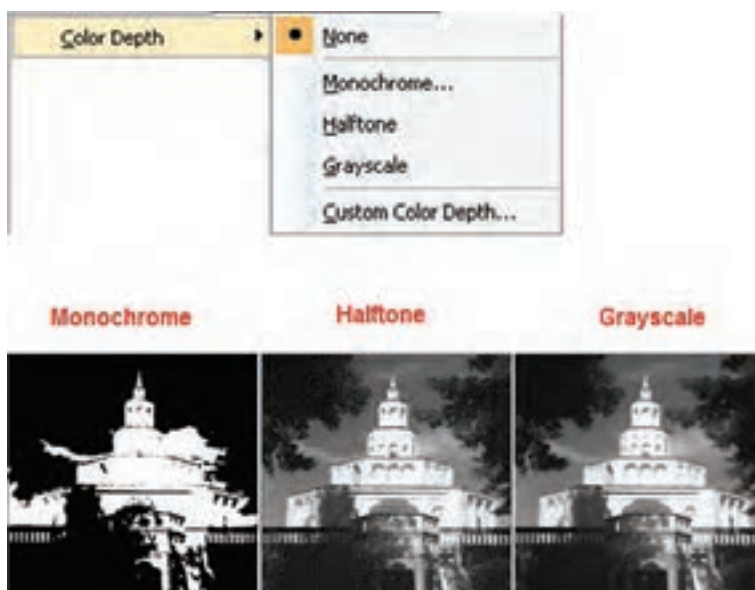 Color Depth
None
Monochrome...
Halftone
Grayscale
Custom Color Depth...
Monochrome Halftone Grayscale